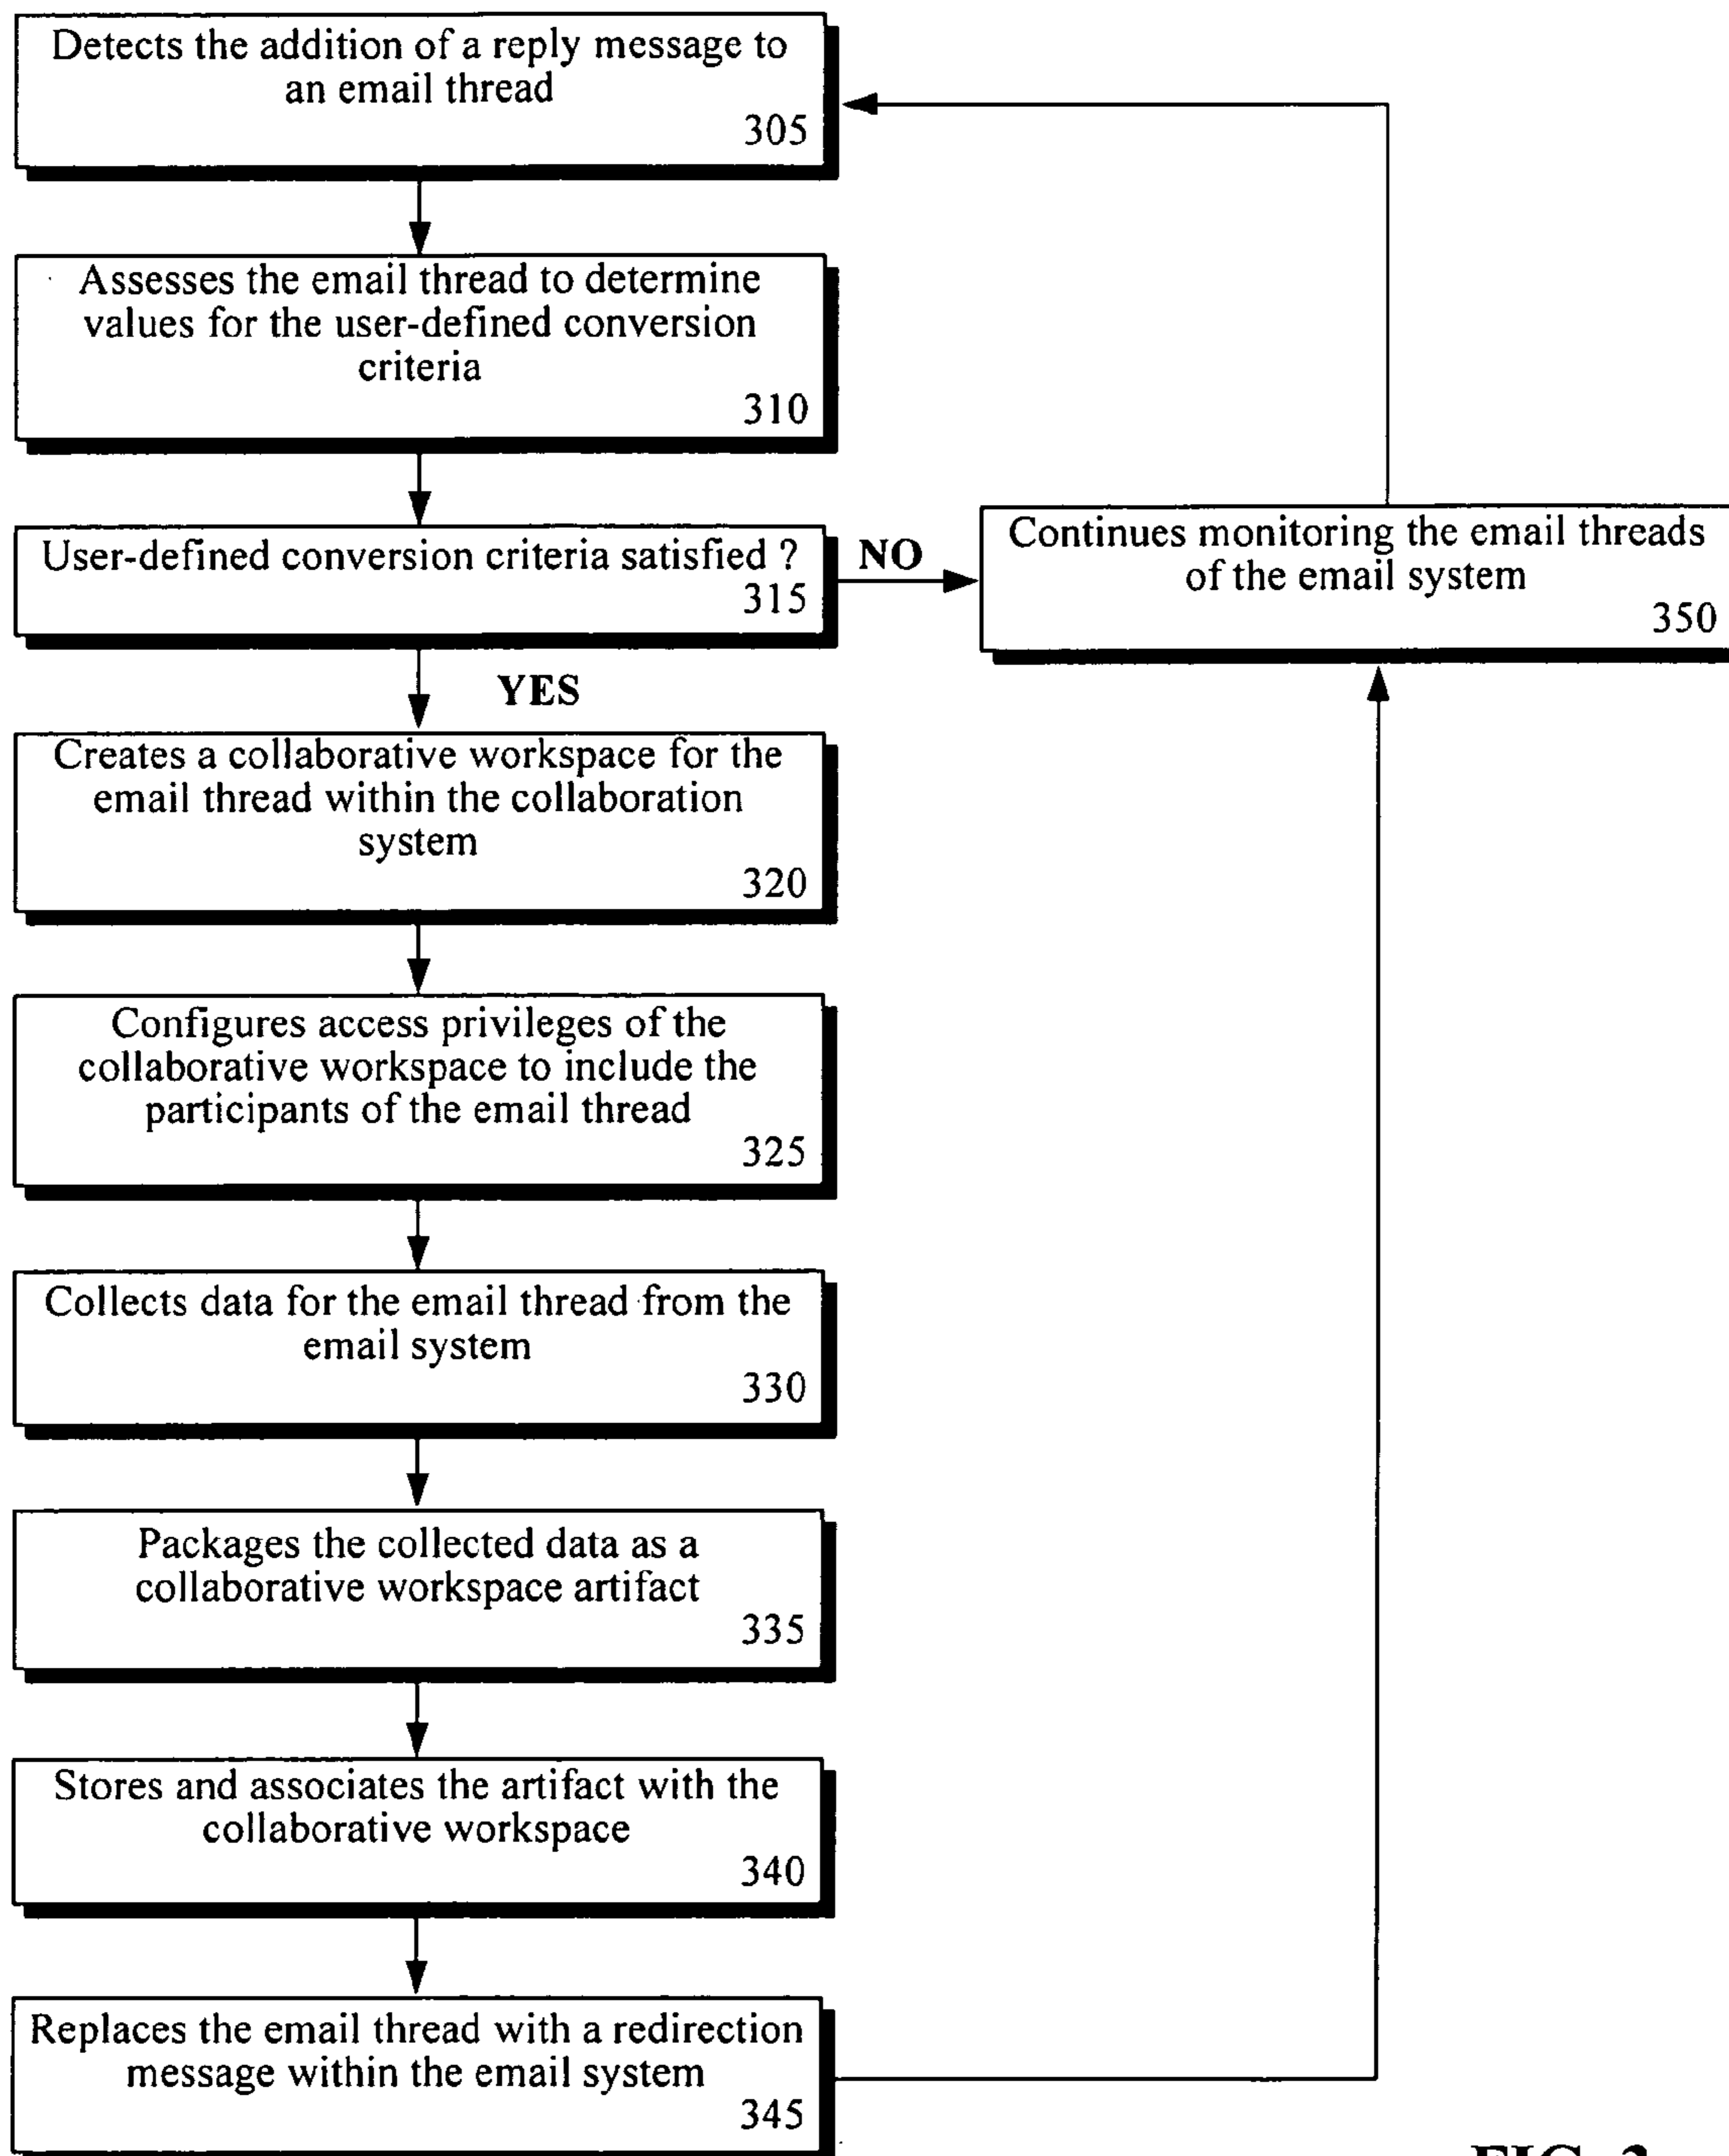 Detects the addition of a reply message to
an email thread
305
Assesses the email thread to determine
values for the user-defined conversion
criteria
310
User-defined conversion criteria satisfied ?
315
NO
Continues monitoring the email threads
of the email system
350
YES
Creates a collaborative workspace for the
email thread within the collaboration
system
320
Configures access privileges of the
collaborative workspace to include the
participants of the email thread
325
Collects data for the email thread from the
email system
330
Packages the collected data as a
collaborative workspace artifact
335
Stores and associates the artifact with the
collaborative workspace
340
Replaces the email thread with a redirection
message within the email system
345